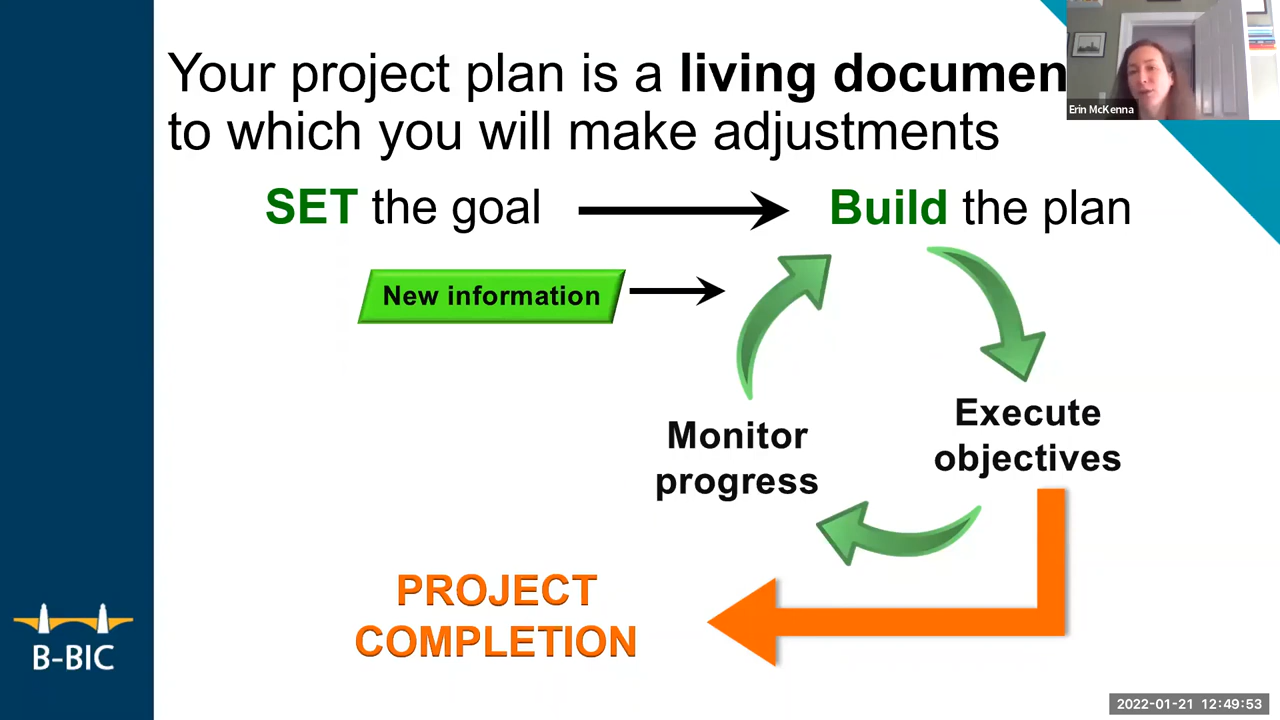 Your project plan is a living documen
to which you will make adjustments
Erin McKenna
SET the goal
Build the plan
New information
Execute
objectives
Monitor
progress
PROJECT
COMPLETION
B-BIC
2022-01-21 12:49:53